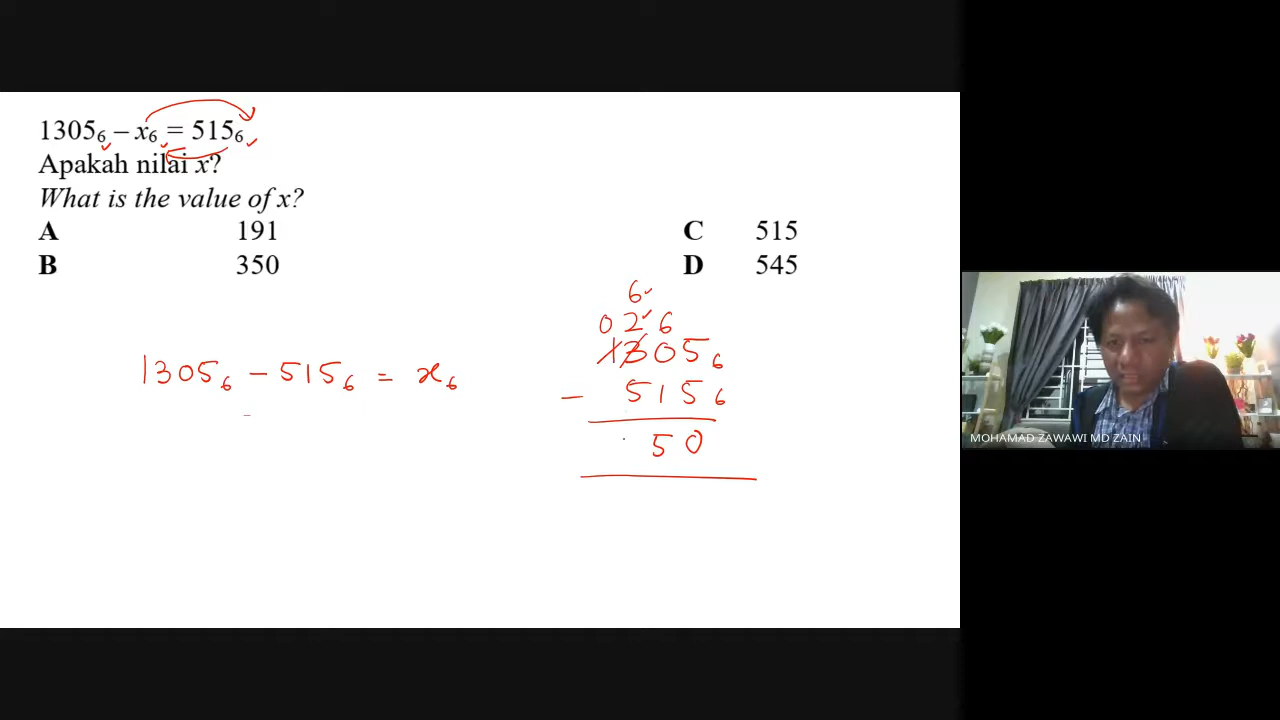 1305₆ – x₆ = 515₆
Apakah nilai x?
What is the value of x?
A 191
B 350
C 515
D 545
1305₆ – 515₆ = x₆
6
0 2 6
1305₆
– 515₆
50
MOHAMAD ZAWAWI MD ZAIN